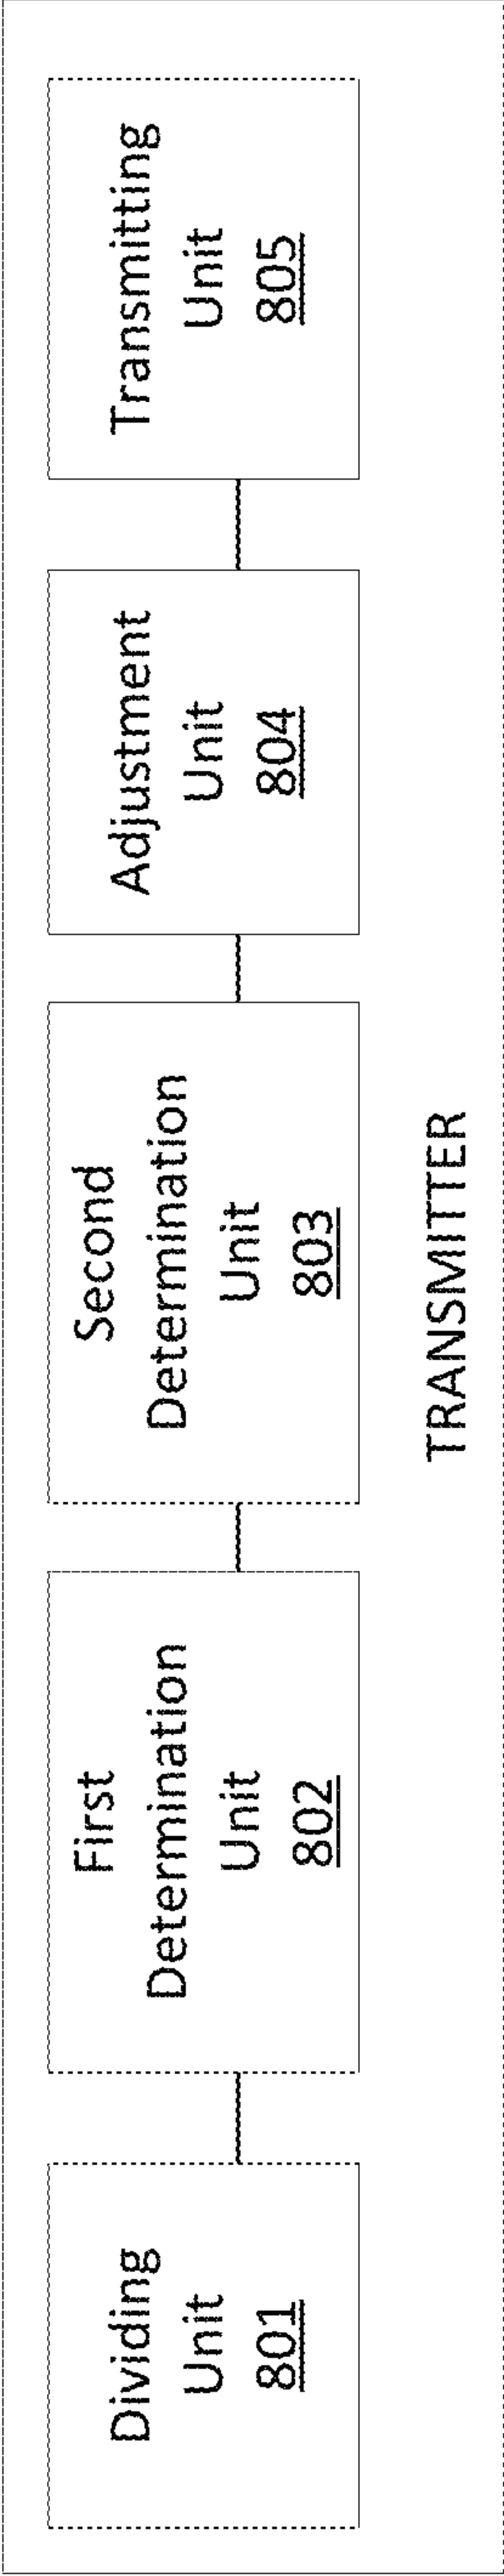 Dividing
Unit
801
First
Determination
Unit
802
Second
Determination
Unit
803
Adjustment
Unit
804
Transmitting
Unit
805
TRANSMITTER